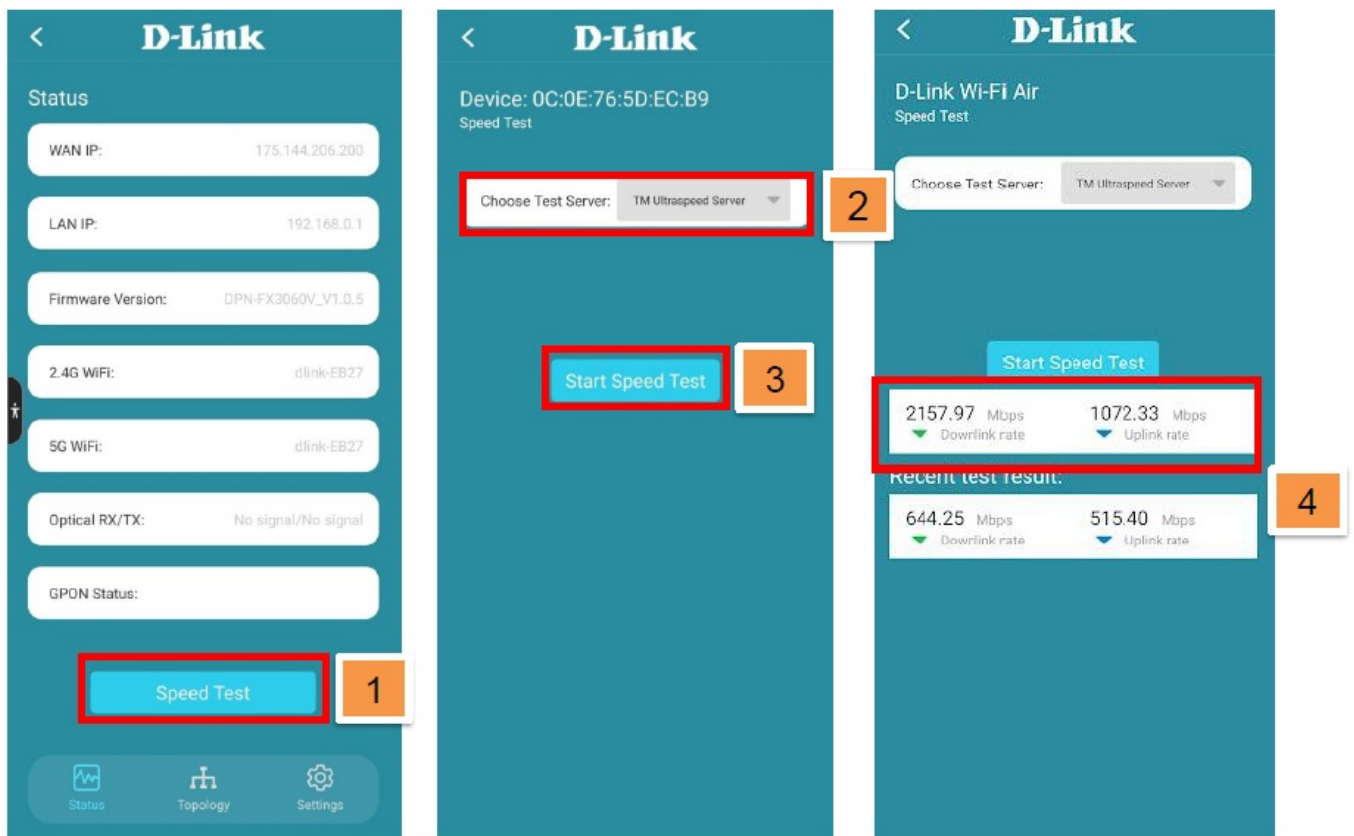 D-Link
Status
WAN IP: 175.144.206.200
LAN IP: 192.168.0.1
Firmware Version: DPN-FX3060V_V1.0.5
2.4G WiFi: dlink-EB27
5G WiFi: dlink-EB27
Optical RX/TX: No signal/No signal
GPON Status:
Speed Test
1
Status Topology Settings
D-Link
Device: 0C:0E:76:5D:EC:B9
Speed Test
Choose Test Server: TM Ultraspeed Server
2
Start Speed Test
3
D-Link
D-Link Wi-Fi Air
Speed Test
Choose Test Server: TM Ultraspeed Server
Start Speed Test
2157.97 Mbps 1072.33 Mbps
Downlink rate Uplink rate
Recent test result:
4
644.25 Mbps 515.40 Mbps
Downlink rate Uplink rate